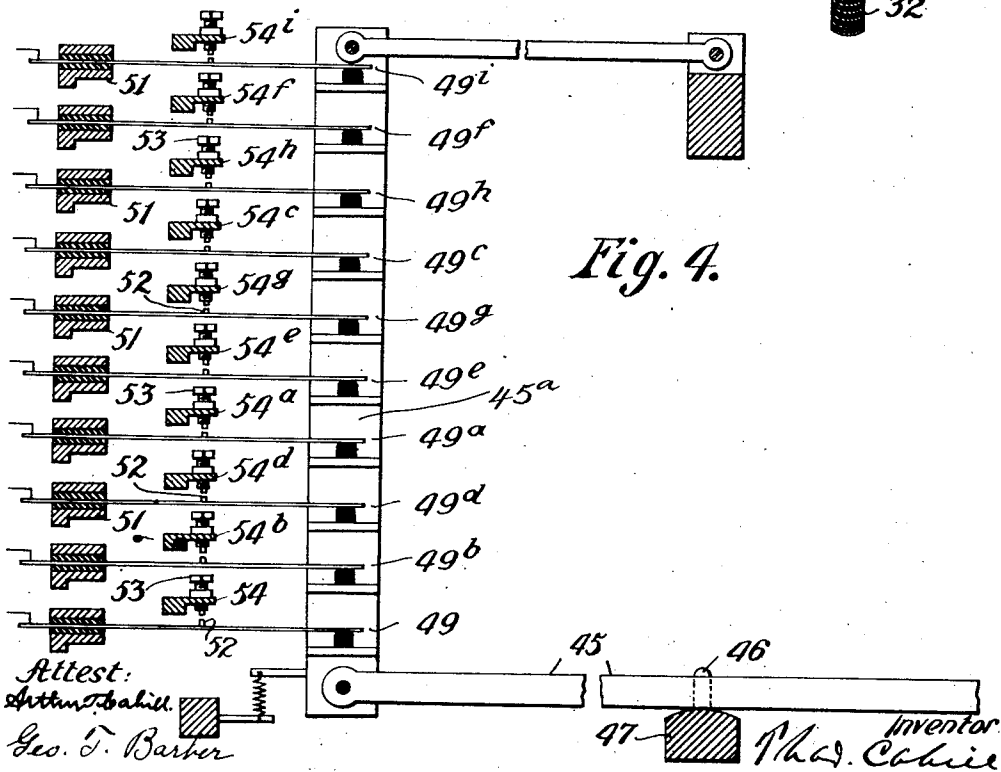 32
54i
51
49i
54f
49f
53
54h
51
49h
54c
49c
Fig. 4.
52
54g
51
49g
54e
49e
53
54a
45a
49a
52
54d
51
49d
54b
49b
53
54
52
49
45
46
47
Attest:
Arthur T. Cahill.
Geo. T. Barber
Inventor.
Thad. Cahill